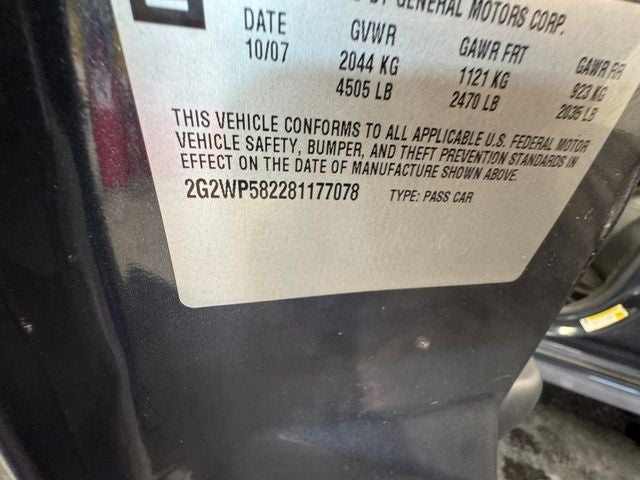 BY GENERAL MOTORS CORP.
DATE GVWR GAWR FRT GAWR RR
10/07 2044 KG 1121 KG 923 KG
4505 LB 2470 LB 2035 LB
THIS VEHICLE CONFORMS TO ALL APPLICABLE U.S. FEDERAL MOTOR
VEHICLE SAFETY, BUMPER, AND THEFT PREVENTION STANDARDS IN
EFFECT ON THE DATE OF MANUFACTURE SHOWN ABOVE.
2G2WP582281177078 TYPE: PASS CAR